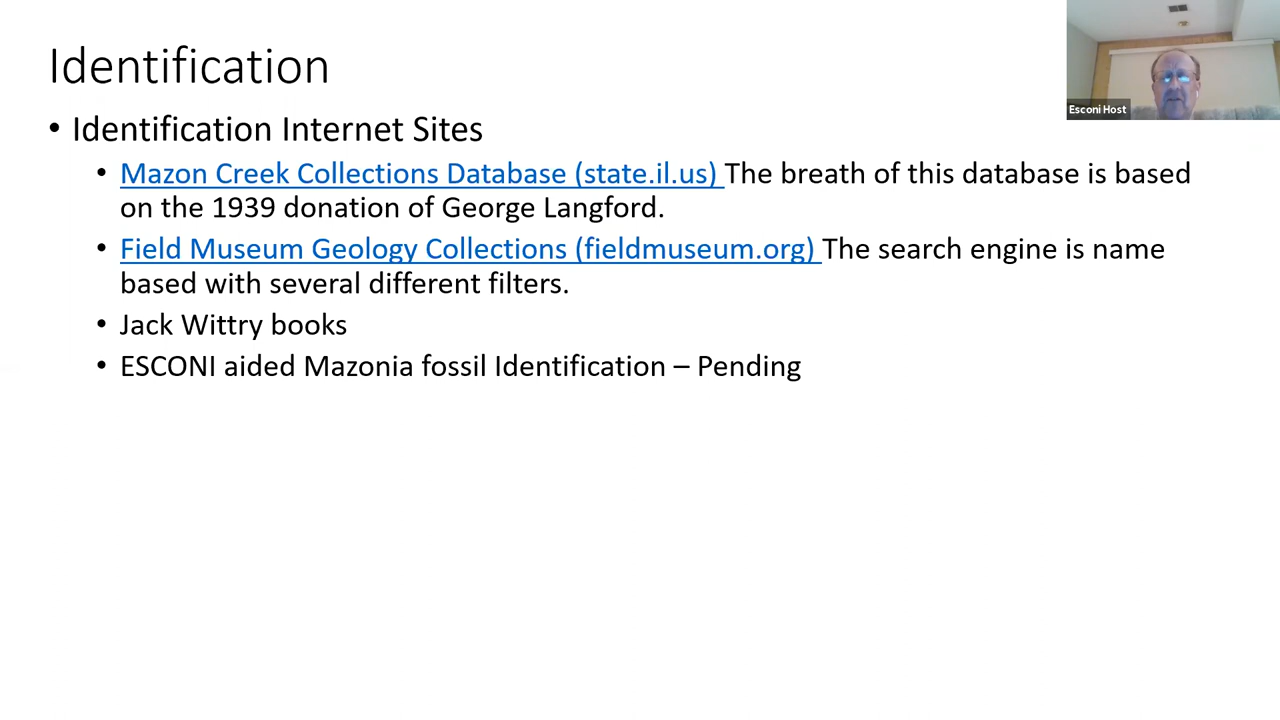 Identification
• Identification Internet Sites
• Mazon Creek Collections Database (state.il.us) The breath of this database is based
on the 1939 donation of George Langford.
• Field Museum Geology Collections (fieldmuseum.org) The search engine is name
based with several different filters.
• Jack Wittry books
• ESCONI aided Mazonia fossil Identification – Pending
Esconi Host